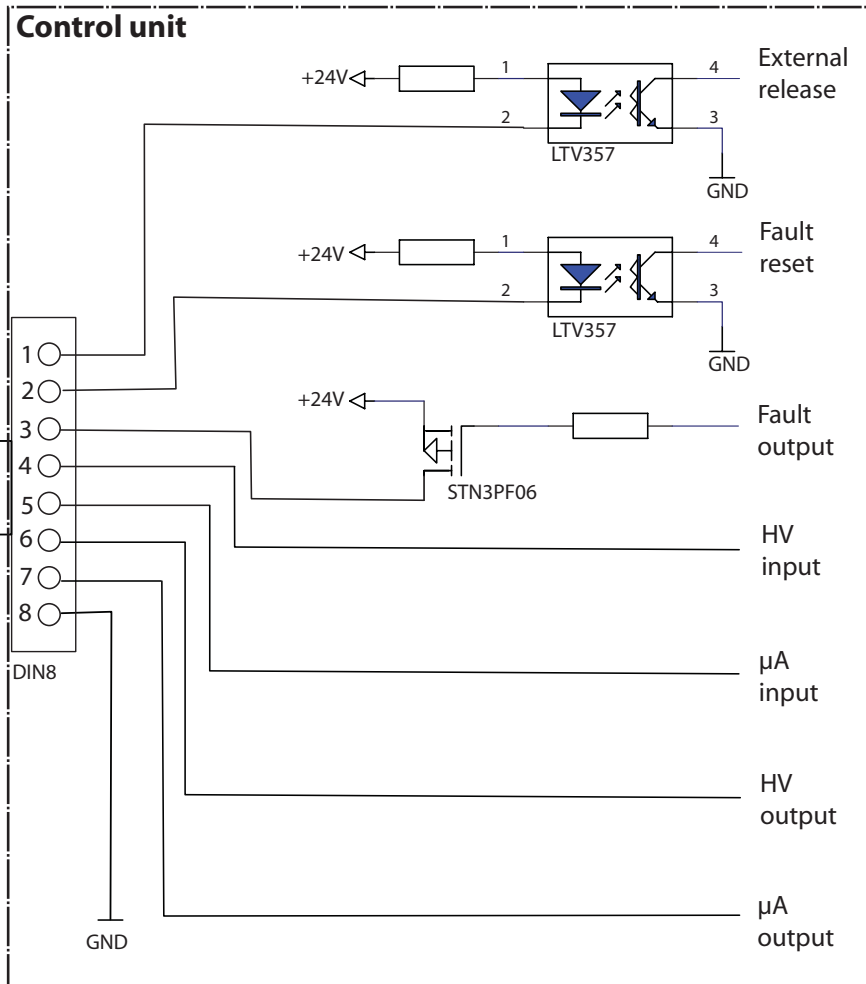 Control unit
+24V
1
2
4
3
LTV357
External
release
GND
+24V
1
2
4
3
LTV357
Fault
reset
GND
+24V
STN3PF06
Fault
output
1
2
3
4
5
6
7
8
DIN8
GND
HV
input
µA
input
HV
output
µA
output